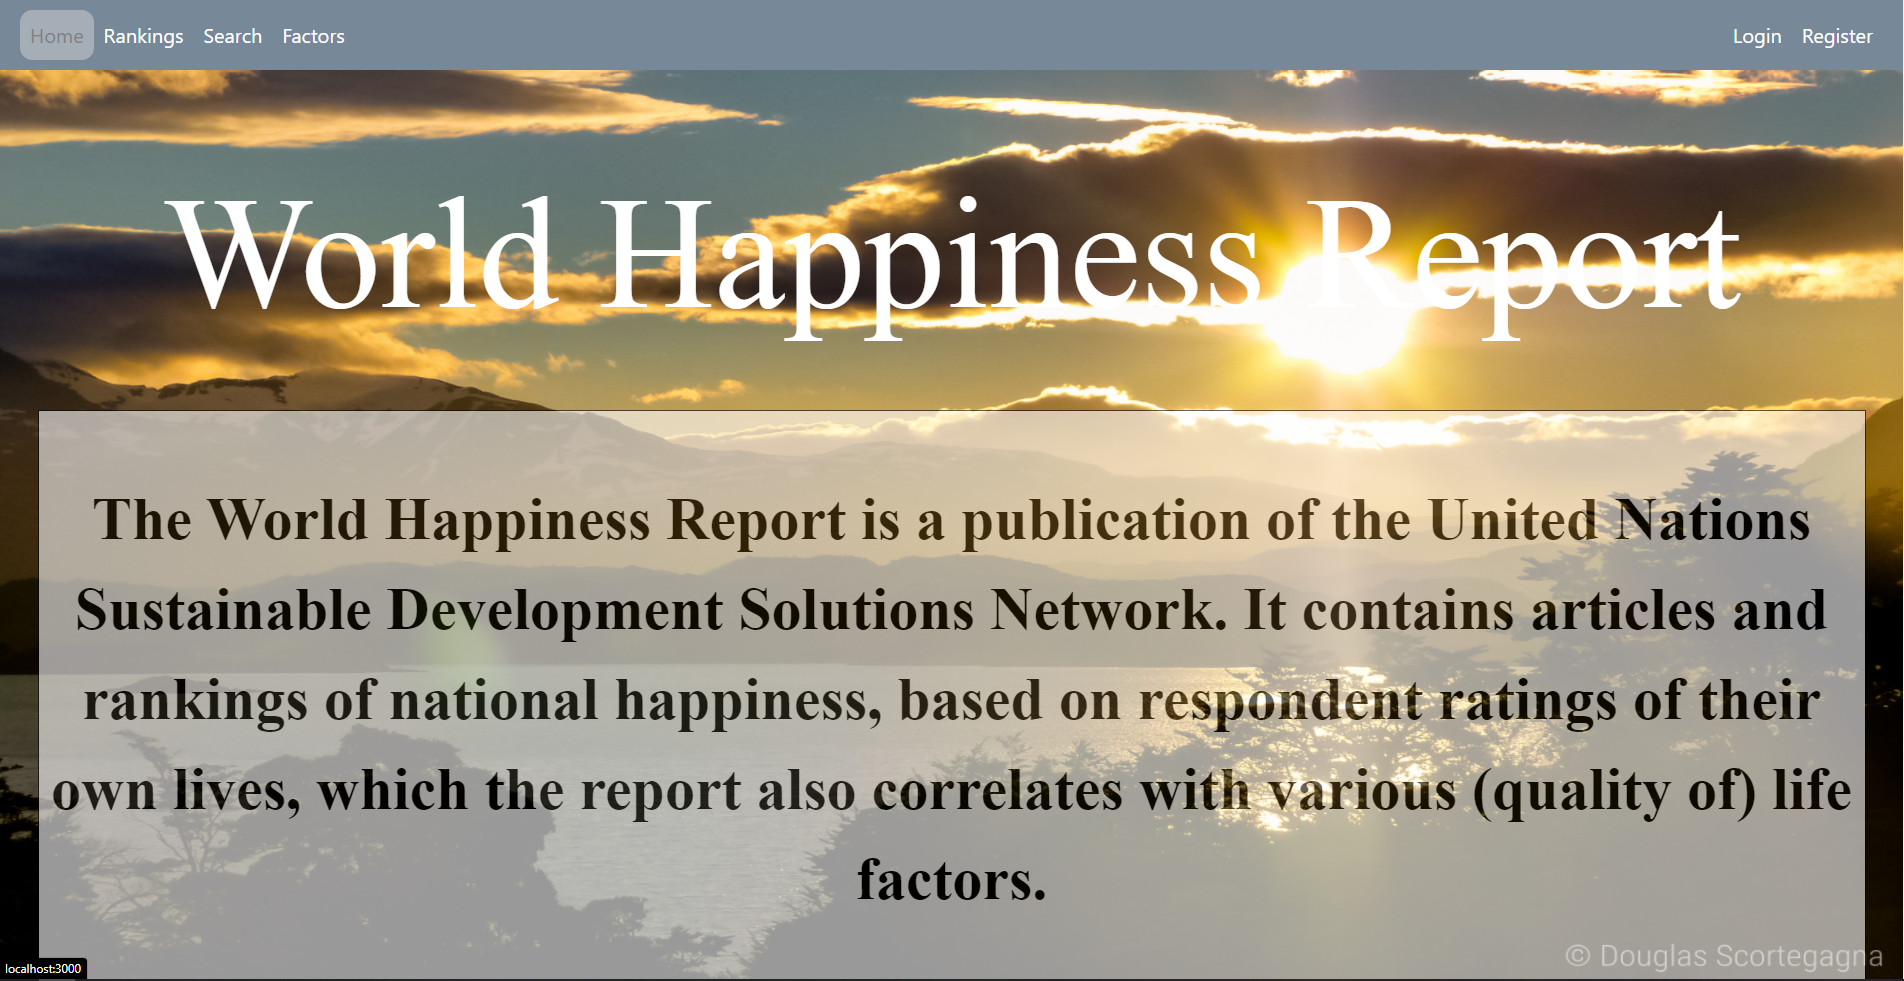 Home Rankings Search Factors Login Register
World Happiness Report
The World Happiness Report is a publication of the United Nations
Sustainable Development Solutions Network. It contains articles and
rankings of national happiness, based on respondent ratings of their
own lives, which the report also correlates with various (quality of) life
factors.
© Douglas Scortegagna
localhost:3000